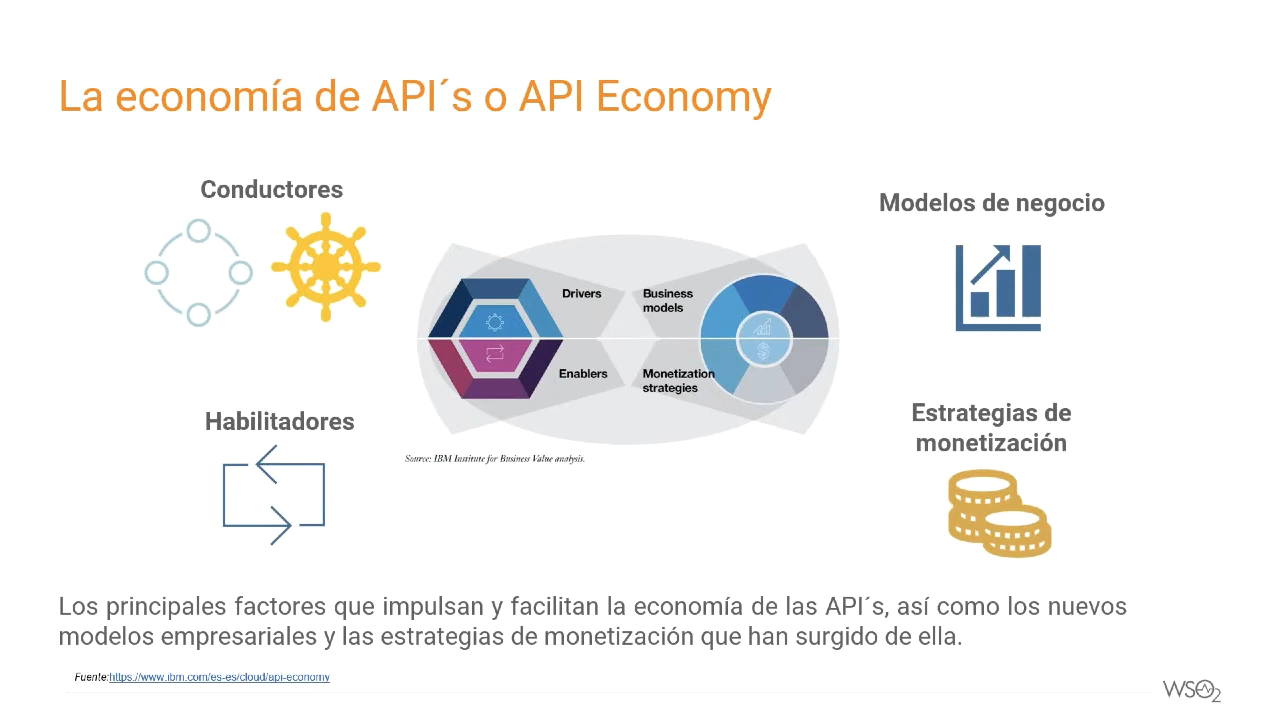 La economía de API´s o API Economy
Conductores
Modelos de negocio
Drivers
Business
models
Enablers
Monetization
strategies
Habilitadores
Estrategias de
monetización
Source: IBM Institute for Business Value analysis.
Los principales factores que impulsan y facilitan la economía de las API´s, así como los nuevos
modelos empresariales y las estrategias de monetización que han surgido de ella.
Fuente:https://www.ibm.com/es-es/cloud/api-economy
WSO2